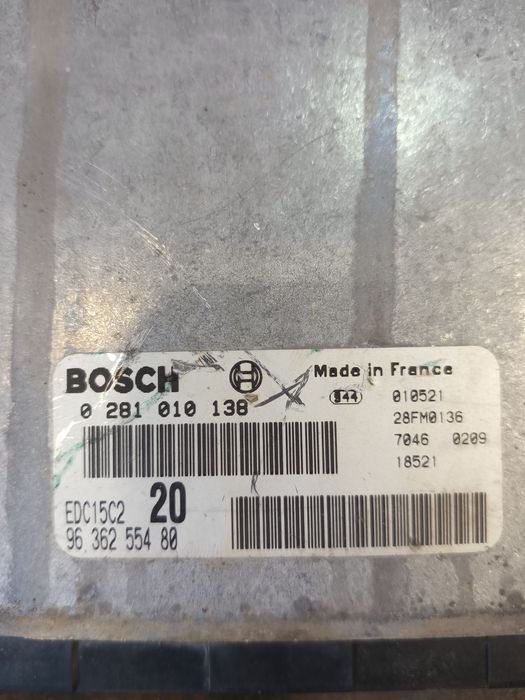 BOSCH Made in France
0 281 010 138 010521
28FM0136
7046 0209
18521
EDC15C2 20
96 362 554 80